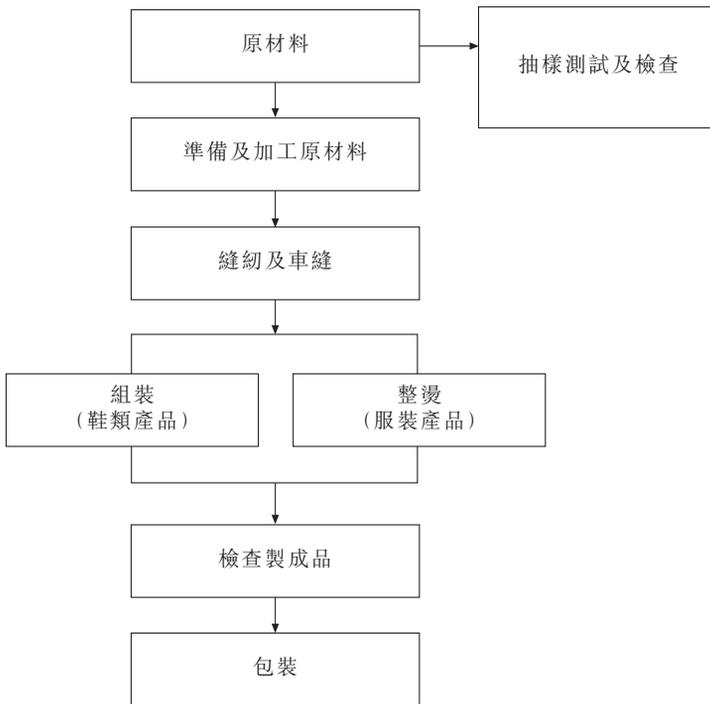 原材料
抽樣測試及檢查
準備及加工原材料
縫紉及車縫
組裝
(鞋類產品)
整燙
(服裝產品)
檢查製成品
包裝